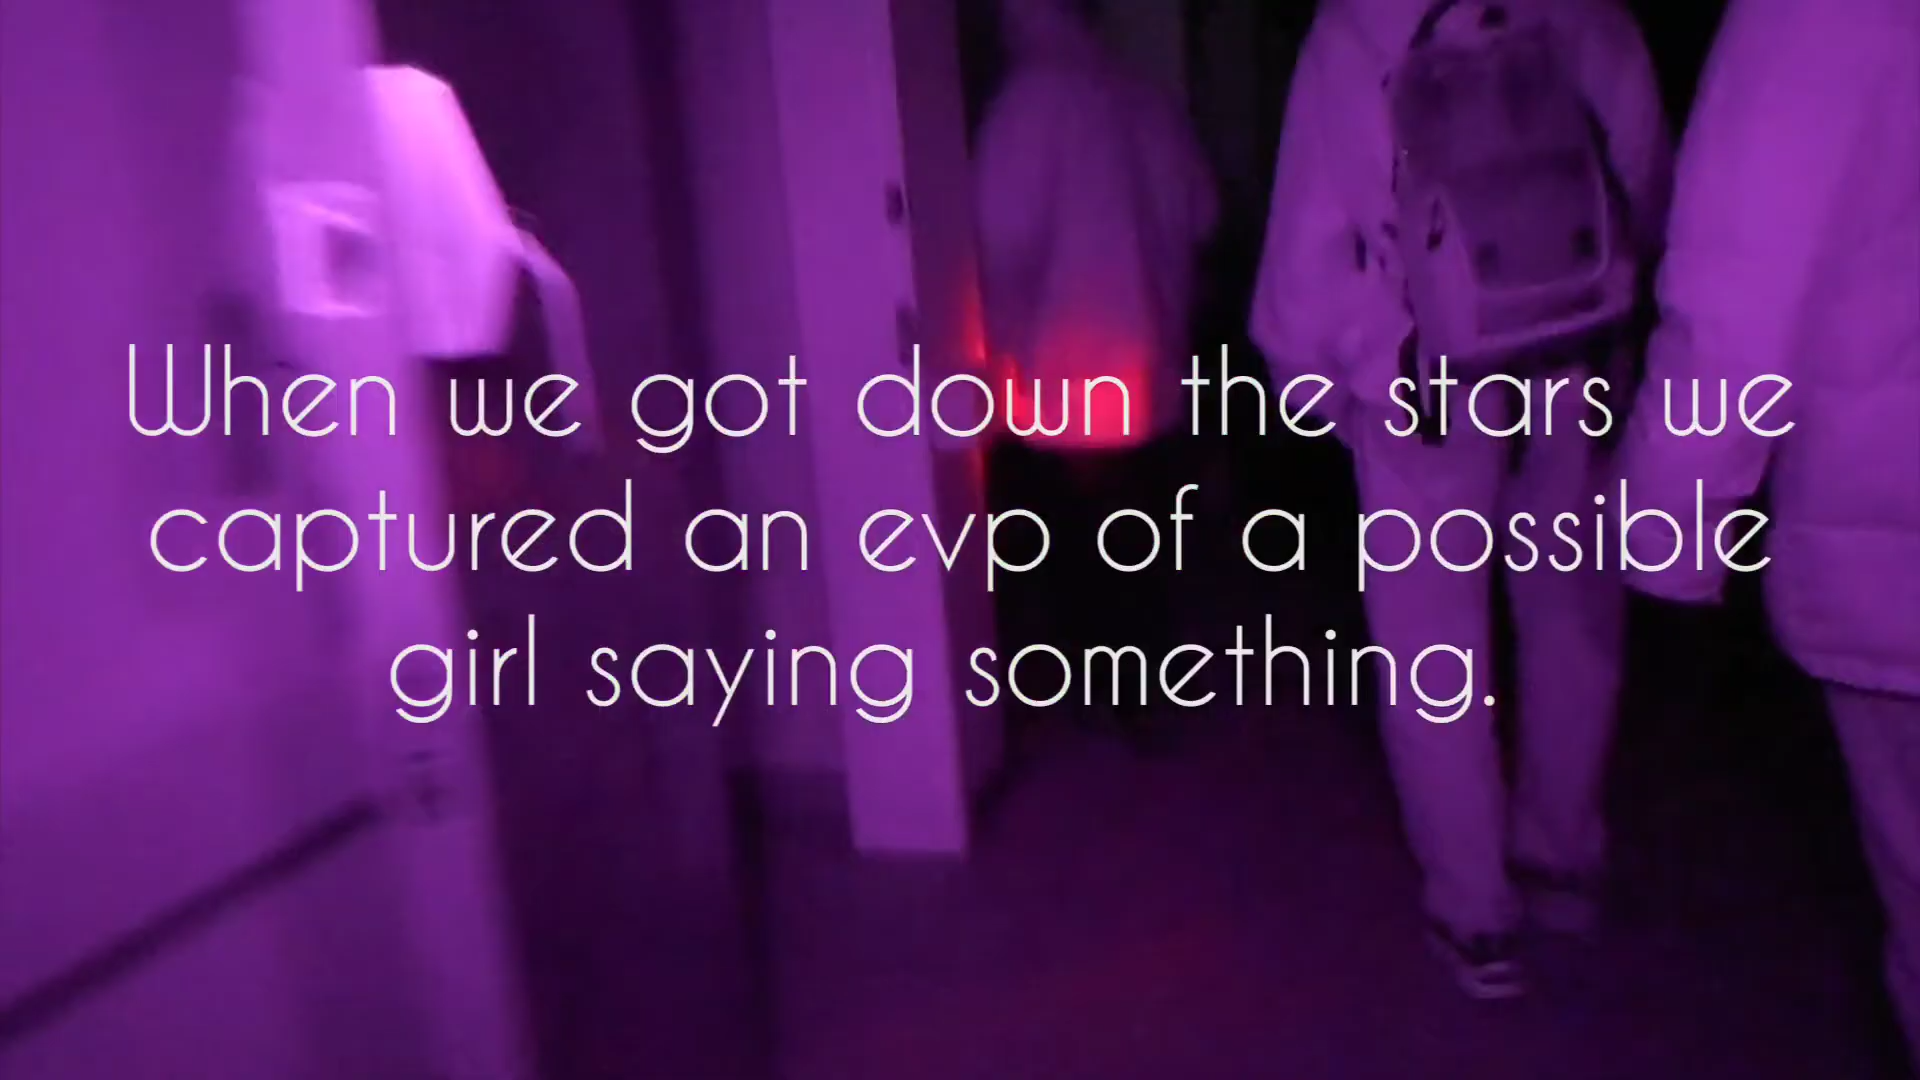 When we got down the stars we
captured an evp of a possible
girl saying something.